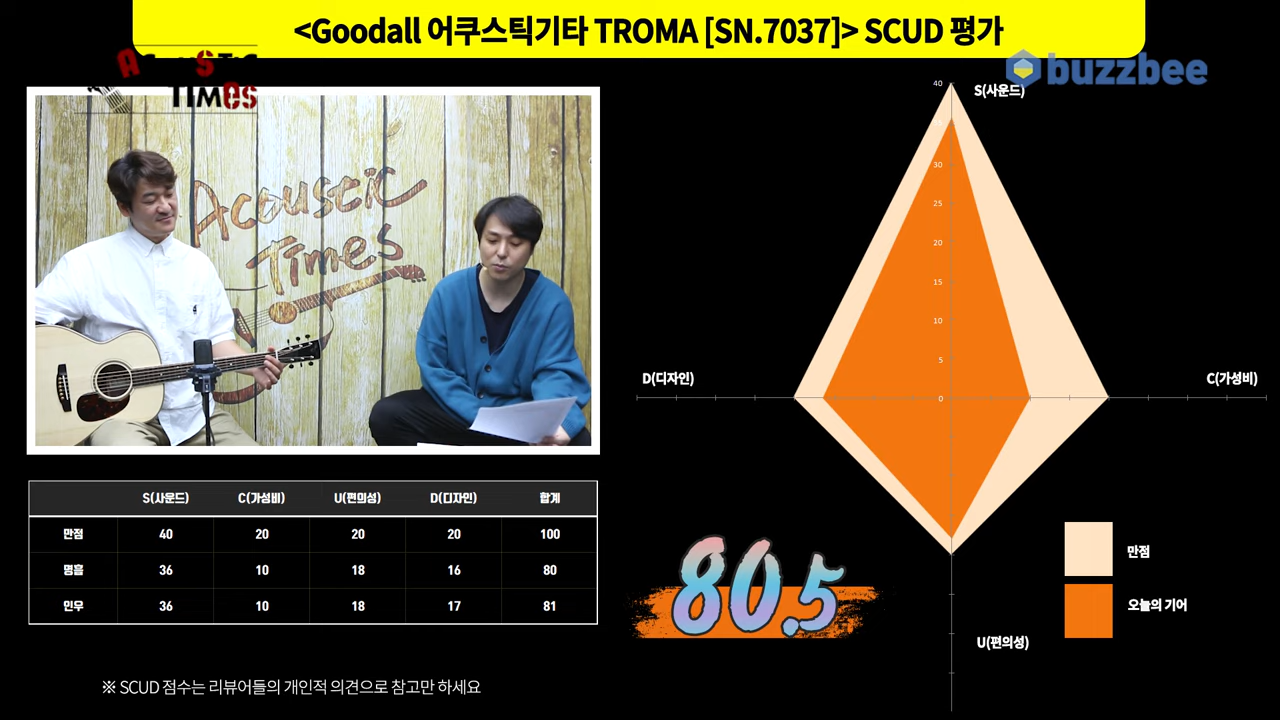 <Goodall 어쿠스틱기타 TROMA [SN.7037]> SCUD 평가
ACOUSTIC
TIMES
buzzbee
Acoustic
Times
40
30
25
20
15
10
5
0
S(사운드)
D(디자인)
C(가성비)
U(편의성)
S(사운드) C(가성비) U(편의성) D(디자인) 합계
만점 40 20 20 20 100
명흠 36 10 18 16 80
민우 36 10 18 17 81
80.5
만점
오늘의 기어
※ SCUD 점수는 리뷰어들의 개인적 의견으로 참고만 하세요